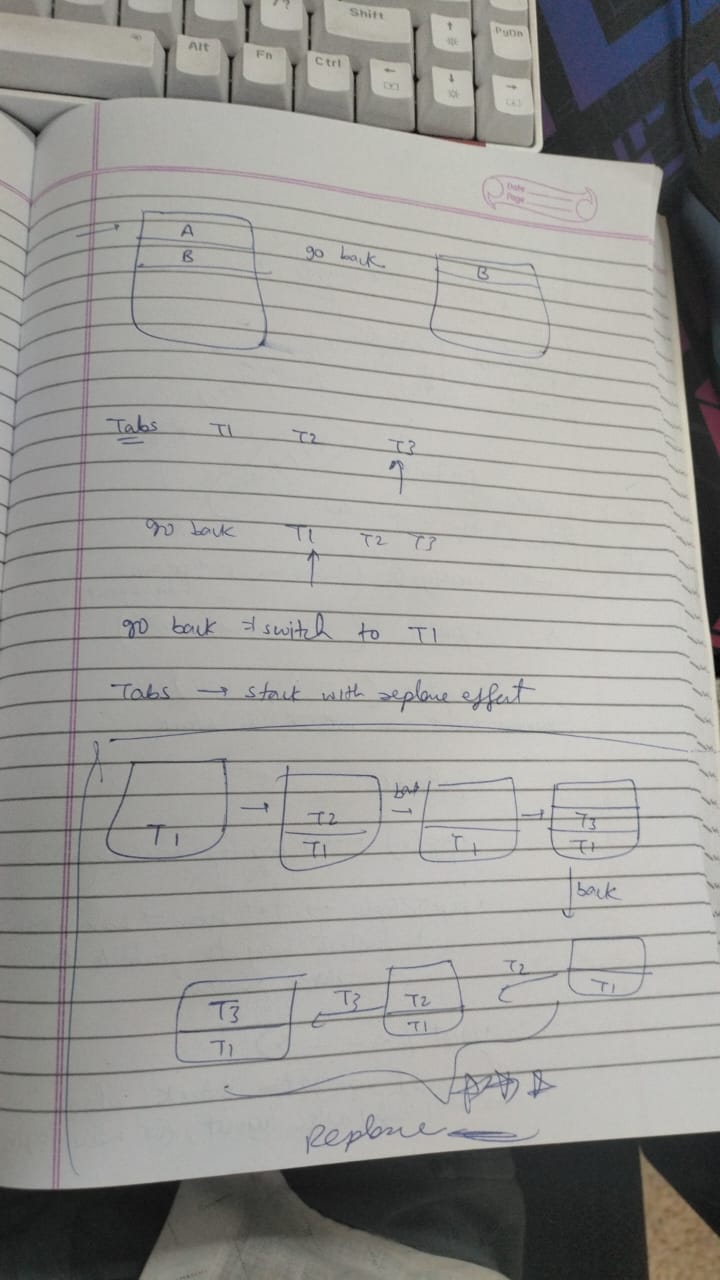 Shift
PgDn
Alt
Fn
Ctrl
Date
Page
A
B
go back
B
Tabs T1 T2 T3
go back T1 T2 T3
go back ⇒ switch to T1
Tabs → stack with replace effect
T1
T2
T1
back
T1
T3
T1
back
T2
T1
T3
T2
T1
T3
T1
Replace